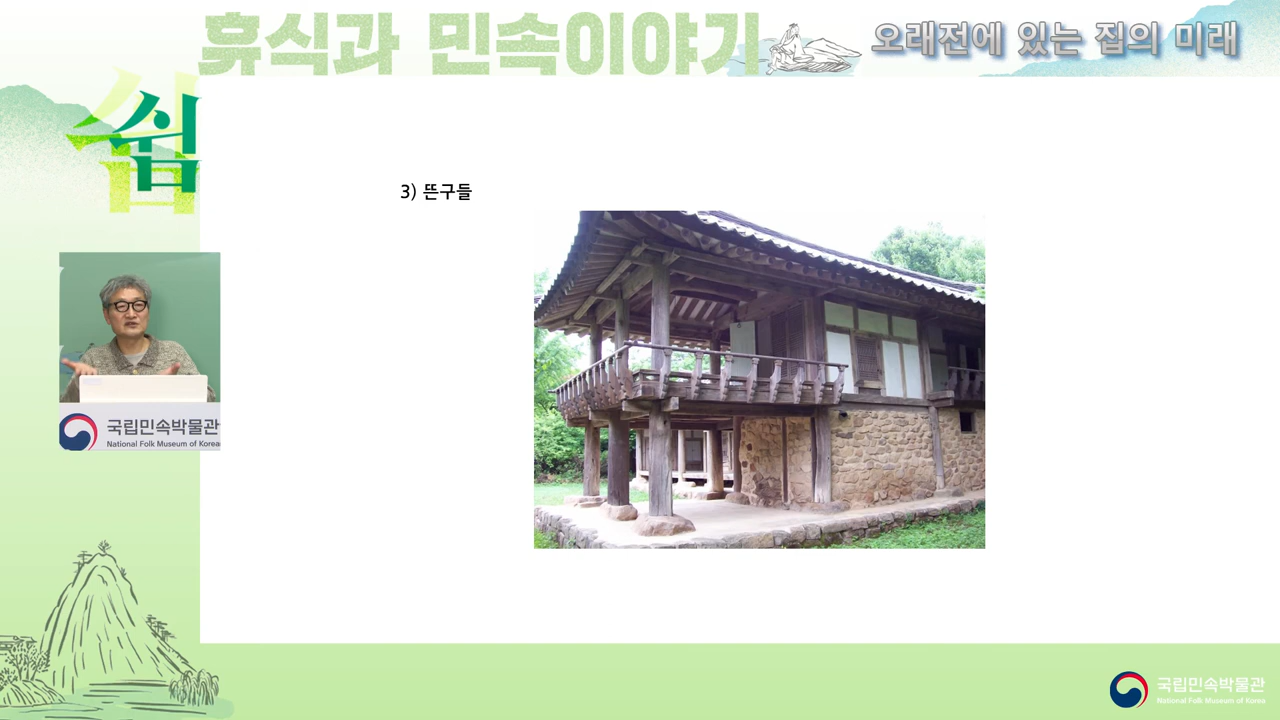 휴식과 민속이야기
오래전에 있는 집의 미래
쉼
3) 뜬구들
국립민속박물관
National Folk Museum of Korea
국립민속박물관
National Folk Museum of Korea